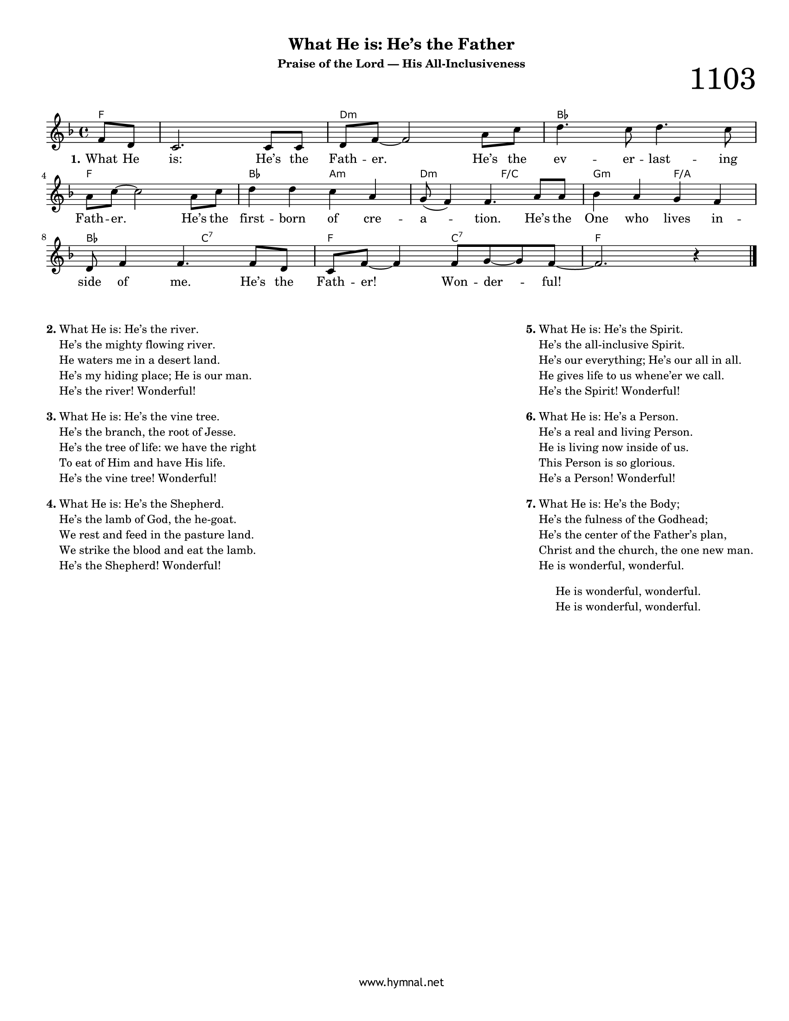 What He is: He's the Father
Praise of the Lord — His All-Inclusiveness
1103
F Dm B♭
1. What He is: He's the Fath - er. He's the ev - er - last - ing
4 F B♭ Am Dm F/C Gm F/A
Fath - er. He's the first - born of cre - a - tion. He's the One who lives in -
8 B♭ C7 F C7 F
side of me. He's the Fath - er! Won - der - ful!
2. What He is: He's the river.
He's the mighty flowing river.
He waters me in a desert land.
He's my hiding place; He is our man.
He's the river! Wonderful!
3. What He is: He's the vine tree.
He's the branch, the root of Jesse.
He's the tree of life: we have the right
To eat of Him and have His life.
He's the vine tree! Wonderful!
4. What He is: He's the Shepherd.
He's the lamb of God, the he-goat.
We rest and feed in the pasture land.
We strike the blood and eat the lamb.
He's the Shepherd! Wonderful!
5. What He is: He's the Spirit.
He's the all-inclusive Spirit.
He's our everything; He's our all in all.
He gives life to us whene'er we call.
He's the Spirit! Wonderful!
6. What He is: He's a Person.
He's a real and living Person.
He is living now inside of us.
This Person is so glorious.
He's a Person! Wonderful!
7. What He is: He's the Body;
He's the fulness of the Godhead;
He's the center of the Father's plan,
Christ and the church, the one new man.
He is wonderful, wonderful.
He is wonderful, wonderful.
He is wonderful, wonderful.
www.hymnal.net